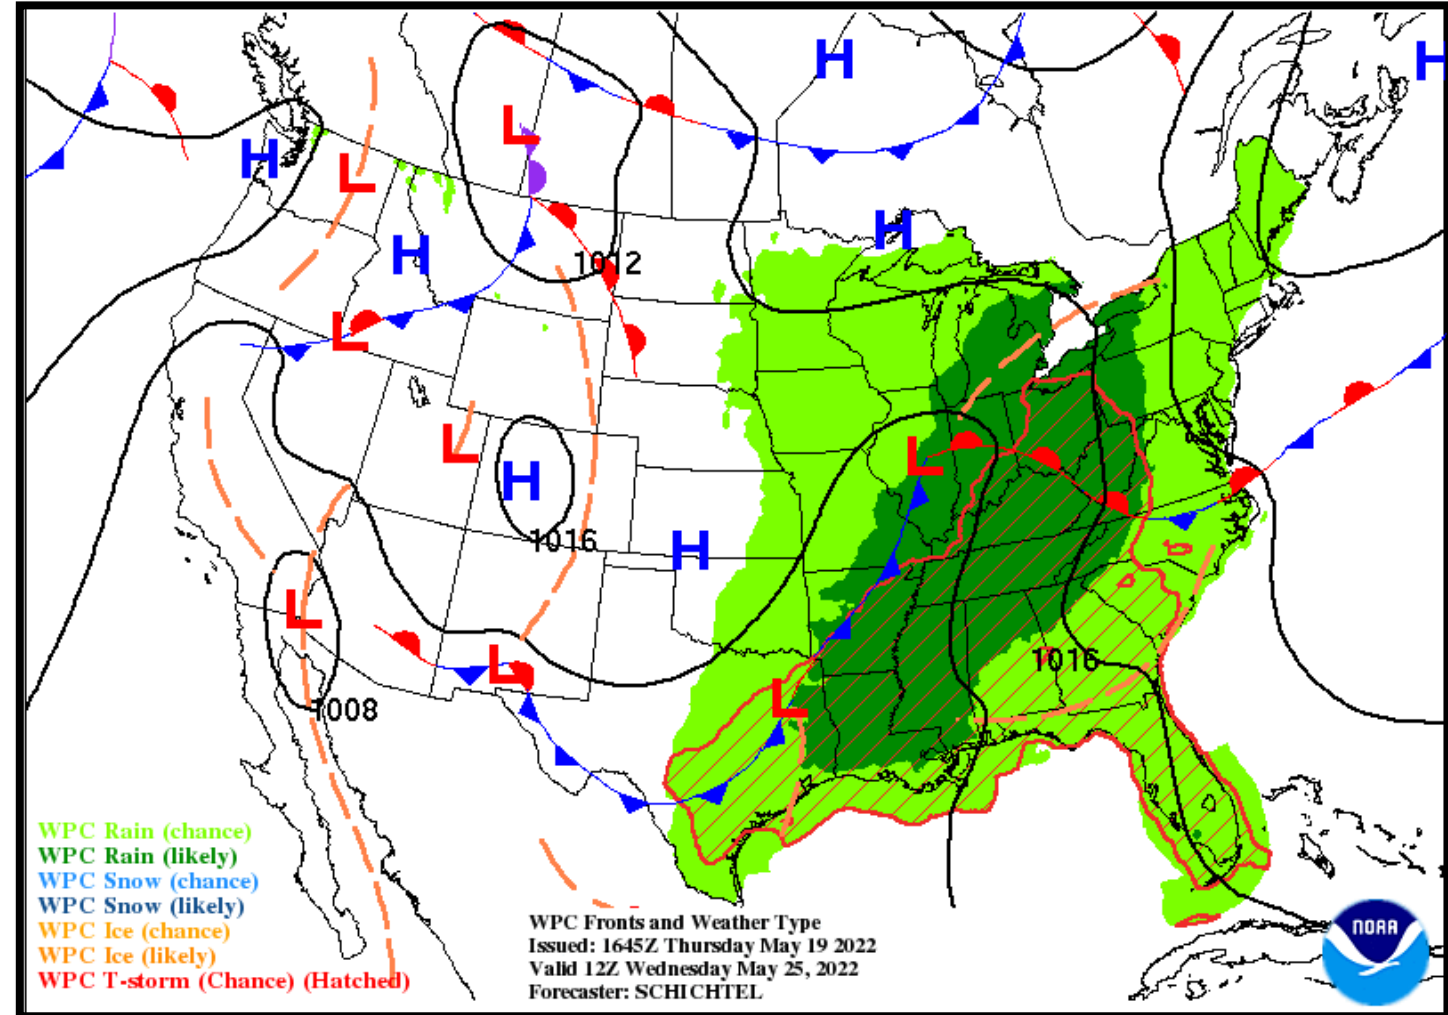 H
H
H
L
L
H
H
H
1012
L
L
L
H
H
1016
L
L
1016
L
1008
WPC Rain (chance)
WPC Rain (likely)
WPC Snow (chance)
WPC Snow (likely)
WPC Ice (chance)
WPC Ice (likely)
WPC T-storm (Chance) (Hatched)
WPC Fronts and Weather Type
Issued: 1645Z Thursday May 19 2022
Valid 12Z Wednesday May 25, 2022
Forecaster: SCHICHTEL
NOAA